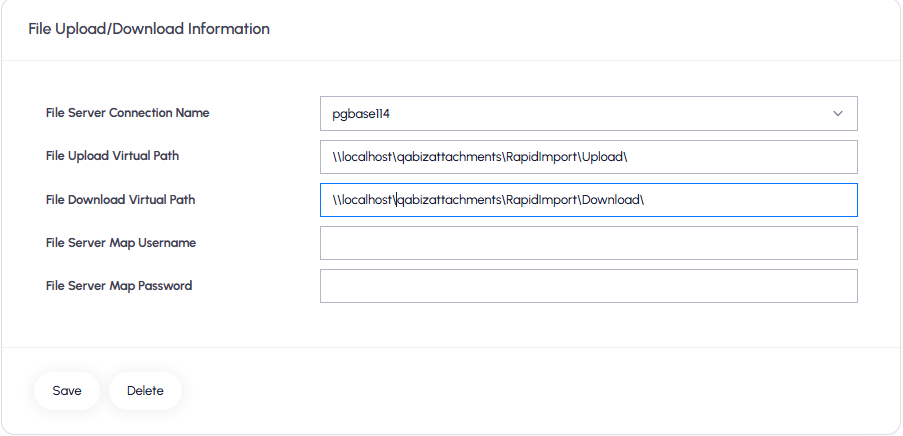 File Upload/Download Information
File Server Connection Name
pgbase114
File Upload Virtual Path
\\localhost\qabizattachments\RapidImport\Upload\
File Download Virtual Path
\\localhost\qabizattachments\RapidImport\Download\
File Server Map Username
File Server Map Password
Save Delete